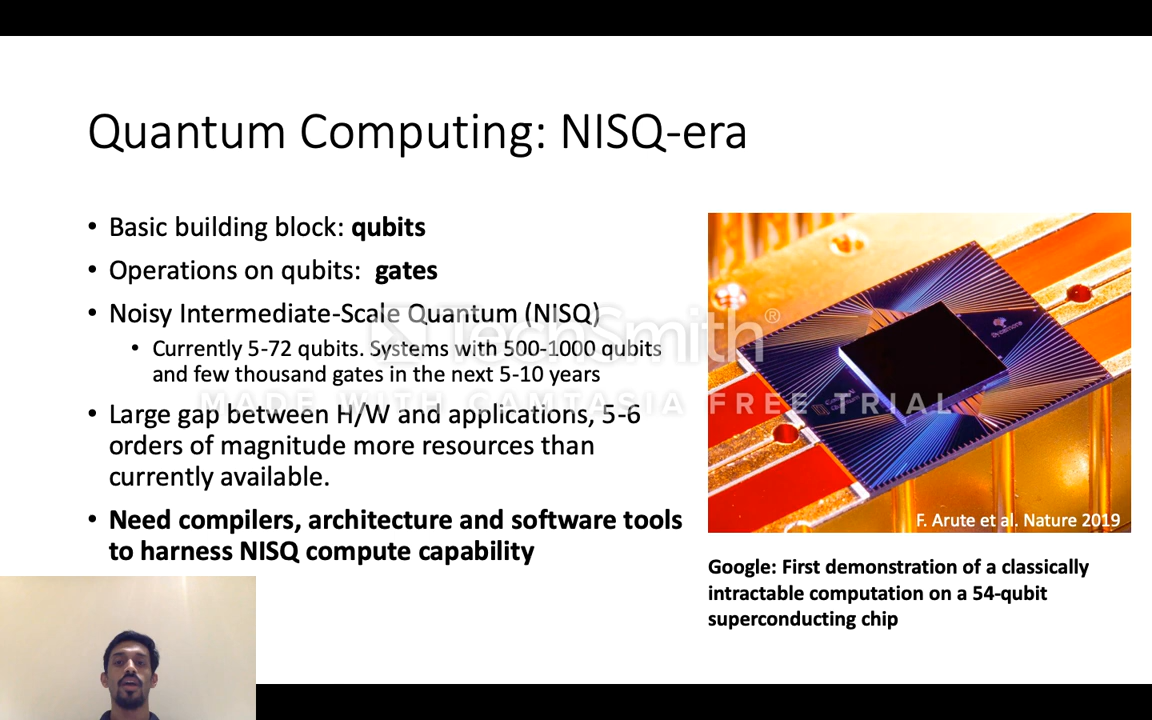 Quantum Computing: NISQ-era
• Basic building block: qubits
• Operations on qubits: gates
• Noisy Intermediate-Scale Quantum (NISQ)
• Currently 5-72 qubits. Systems with 500-1000 qubits
and few thousand gates in the next 5-10 years
• Large gap between H/W and applications, 5-6
orders of magnitude more resources than
currently available.
• Need compilers, architecture and software tools
to harness NISQ compute capability
TechSmith®
MADE WITH CAMTASIA FREE TRIAL
F. Arute et al. Nature 2019
Google: First demonstration of a classically
intractable computation on a 54-qubit
superconducting chip